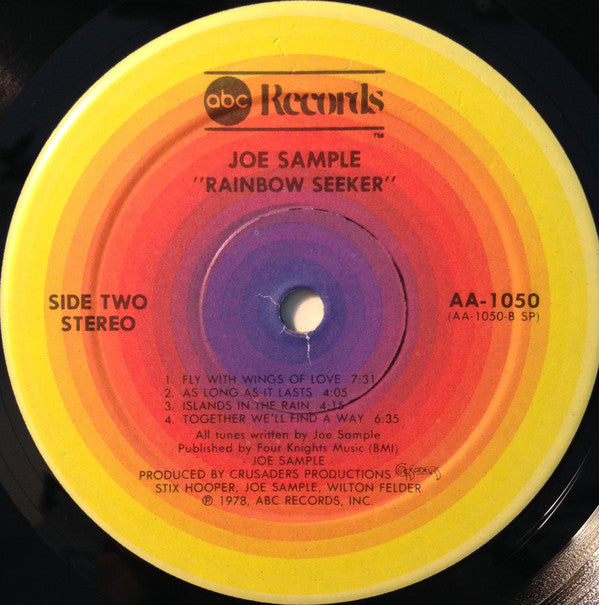 abc Records
TM
JOE SAMPLE
"RAINBOW SEEKER"
SIDE TWO
STEREO
AA-1050
(AA-1050-B SP)
1. FLY WITH WINGS OF LOVE 7:31
2. AS LONG AS IT LASTS 4:05
3. ISLANDS IN THE RAIN 4:15
4. TOGETHER WE'LL FIND A WAY 6:35
All tunes written by Joe Sample
Published by Four Knights Music (BMI)
JOE SAMPLE
PRODUCED BY CRUSADERS PRODUCTIONS
CRUSADERS
STIX HOOPER, JOE SAMPLE, WILTON FELDER
℗ 1978, ABC RECORDS, INC.